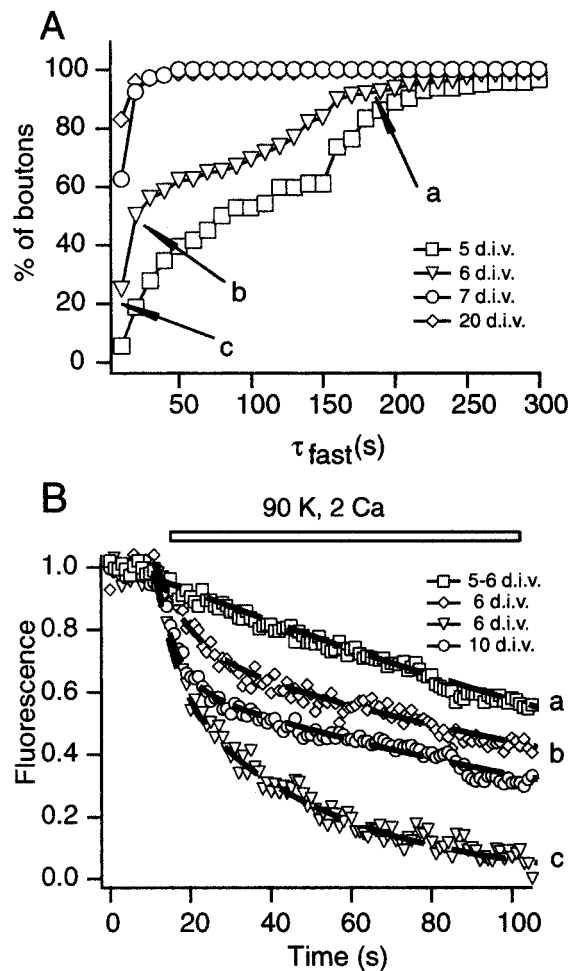 A
100
80
60
40
20
0
% of boutons
a
b
c
5 d.i.v.
6 d.i.v.
7 d.i.v.
20 d.i.v.
50 100 150 200 250 300
τfast(s)
B
90 K, 2 Ca
1.0
0.8
0.6
0.4
0.2
0.0
Fluorescence
5-6 d.i.v.
6 d.i.v.
6 d.i.v.
10 d.i.v.
a
b
c
0 20 40 60 80 100
Time (s)